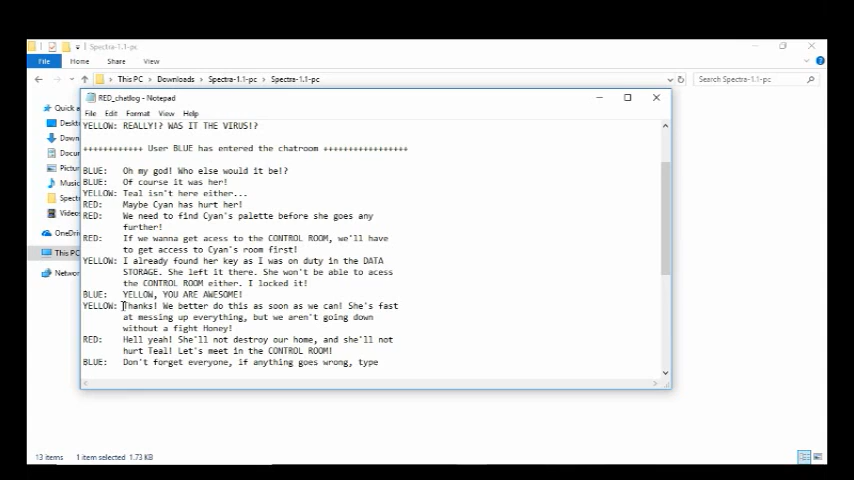 Spectra-1.1-pc
File Home Share View
This PC Downloads Spectra-1.1-pc Spectra-1.1-pc Search Spectra-1.1-pc
RED_chatlog - Notepad
File Edit Format View Help
YELLOW: REALLY!? WAS IT THE VIRUS!?
++++++++++++ User BLUE has entered the chatroom +++++++++++++++++
BLUE: Oh my god! Who else would it be!?
BLUE: Of course it was her!
YELLOW: Teal isn't here either...
RED: Maybe Cyan has hurt her!
RED: We need to find Cyan's palette before she goes any
further!
RED: If we wanna get acess to the CONTROL ROOM, we'll have
to get access to Cyan's room first!
YELLOW: I already found her key as I was on duty in the DATA
STORAGE. She left it there. She won't be able to acess
the CONTROL ROOM either. I locked it!
BLUE: YELLOW, YOU ARE AWESOME!
YELLOW: Thanks! We better do this as soon as we can! She's fast
at messing up everything, but we aren't going down
without a fight Honey!
RED: Hell yeah! She'll not destroy our home, and she'll not
hurt Teal! Let's meet in the CONTROL ROOM!
BLUE: Don't forget everyone, if anything goes wrong, type
Quick a
Deskto
Down
Docur
Pictur
Music
Spectr
Videos
OneDri
This PC
Networ
13 items 1 item selected 1.73 KB